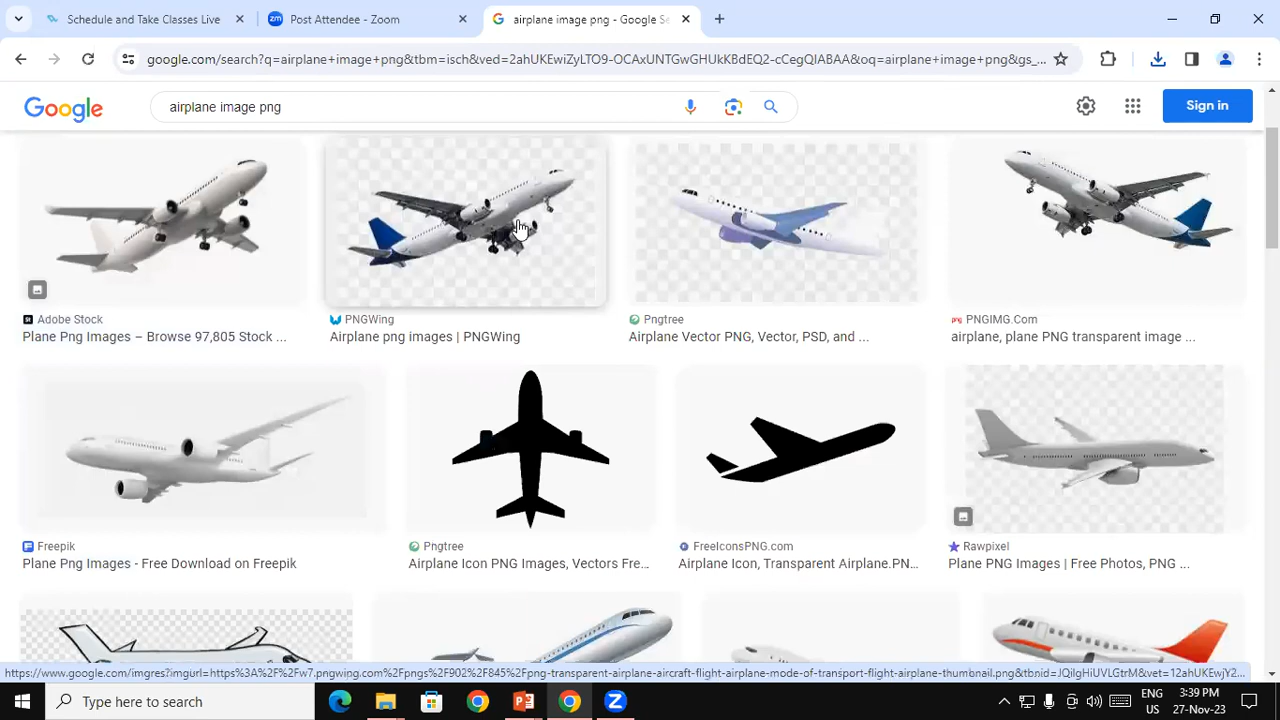 Schedule and Take Classes Live
Post Attendee - Zoom
airplane image png - Google Se
google.com/search?q=airplane+image+png&tbm=isch&ved=2ahUKEwiZyLTO9-OCAxUNTGwGHUkKBdEQ2-cCegQIABAA&oq=airplane+image+png&gs_...
Google
airplane image png
Sign in
Adobe Stock
Plane Png Images – Browse 97,805 Stock ...
PNGWing
Airplane png images | PNGWing
Pngtree
Airplane Vector PNG, Vector, PSD, and ...
PNGIMG.Com
airplane, plane PNG transparent image ...
Freepik
Plane Png Images - Free Download on Freepik
Pngtree
Airplane Icon PNG Images, Vectors Fre...
FreeIconsPNG.com
Airplane Icon, Transparent Airplane.PN...
Rawpixel
Plane PNG Images | Free Photos, PNG ...
https://www.google.com/imgres?imgurl=https%3A%2F%2Fw7.pngwing.com%2Fpngs%2F902%2F845%2Fpng-transparent-airplane-aircraft-flight-airplane-mode-of-transport-flight-airplane-thumbnail.png&tbnid=JQilgHiUVLGtrM&vet=12ahUKEwjY2...
Type here to search
ENG
US
3:39 PM
27-Nov-23